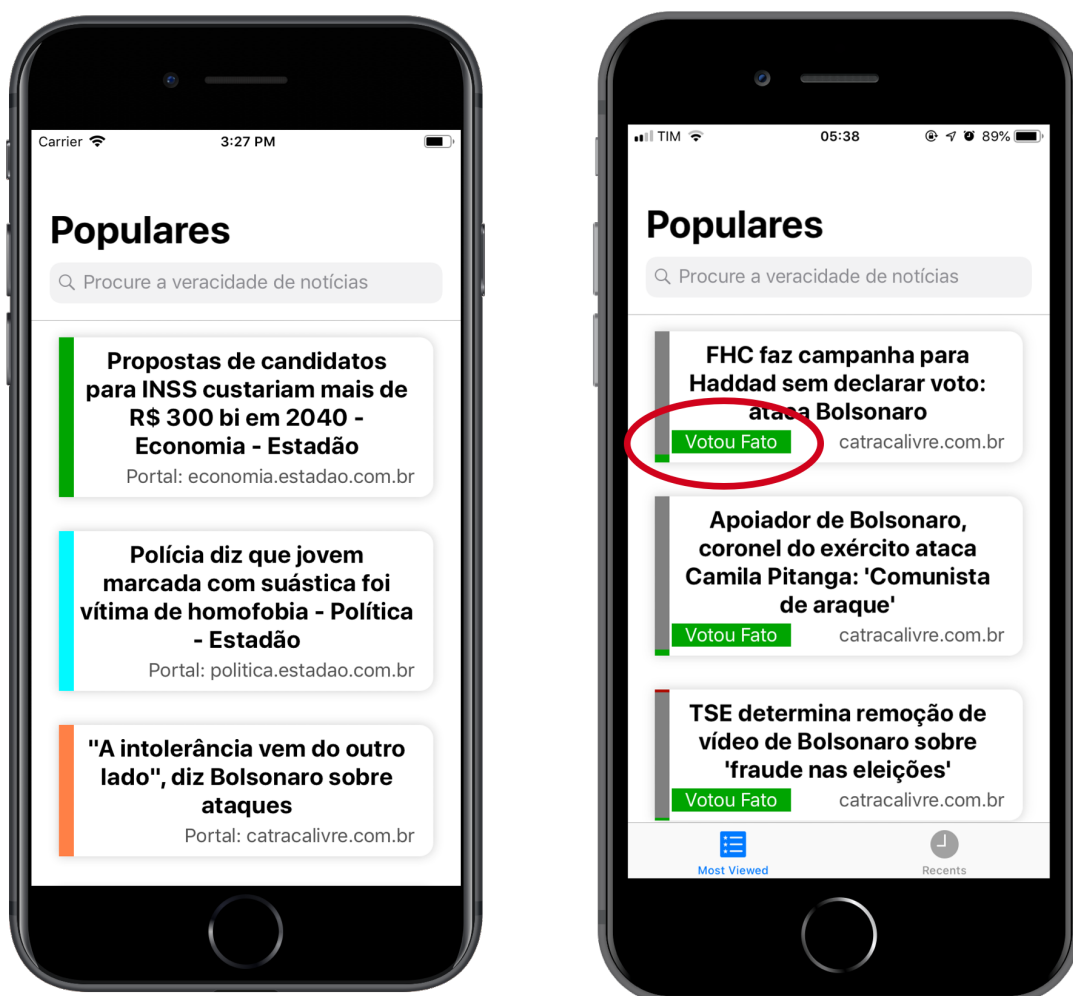 Carrier
3:27 PM
Populares
Procure a veracidade de notícias
Propostas de candidatos
para INSS custariam mais de
R$ 300 bi em 2040 -
Economia - Estadão
Portal: economia.estadao.com.br
Polícia diz que jovem
marcada com suástica foi
vítima de homofobia - Política
- Estadão
Portal: politica.estadao.com.br
"A intolerância vem do outro
lado", diz Bolsonaro sobre
ataques
Portal: catracalivre.com.br
TIM
05:38
89%
Populares
Procure a veracidade de notícias
FHC faz campanha para
Haddad sem declarar voto:
ataca Bolsonaro
Votou Fato
catracalivre.com.br
Apoiador de Bolsonaro,
coronel do exército ataca
Camila Pitanga: 'Comunista
de araque'
Votou Fato
catracalivre.com.br
TSE determina remoção de
vídeo de Bolsonaro sobre
'fraude nas eleições'
Votou Fato
catracalivre.com.br
Most Viewed
Recents